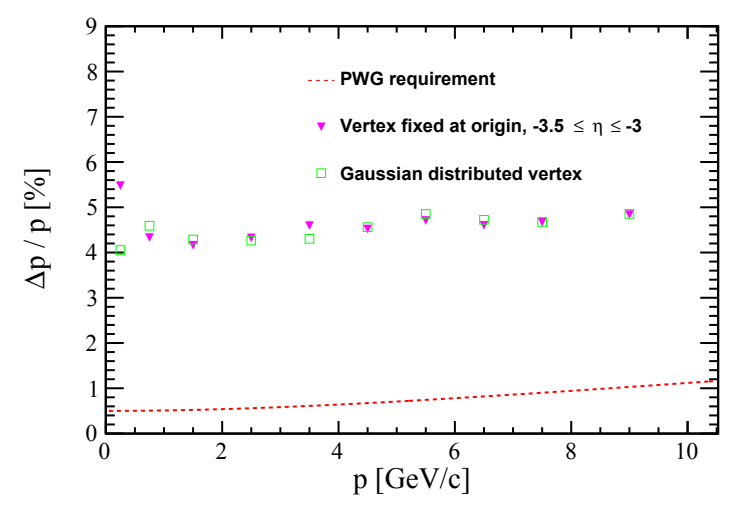 9
8
7
6
5
4
3
2
1
0
Δp / p [%]
PWG requirement
Vertex fixed at origin, -3.5 ≤ η ≤ -3
Gaussian distributed vertex
0 2 4 6 8 10
p [GeV/c]